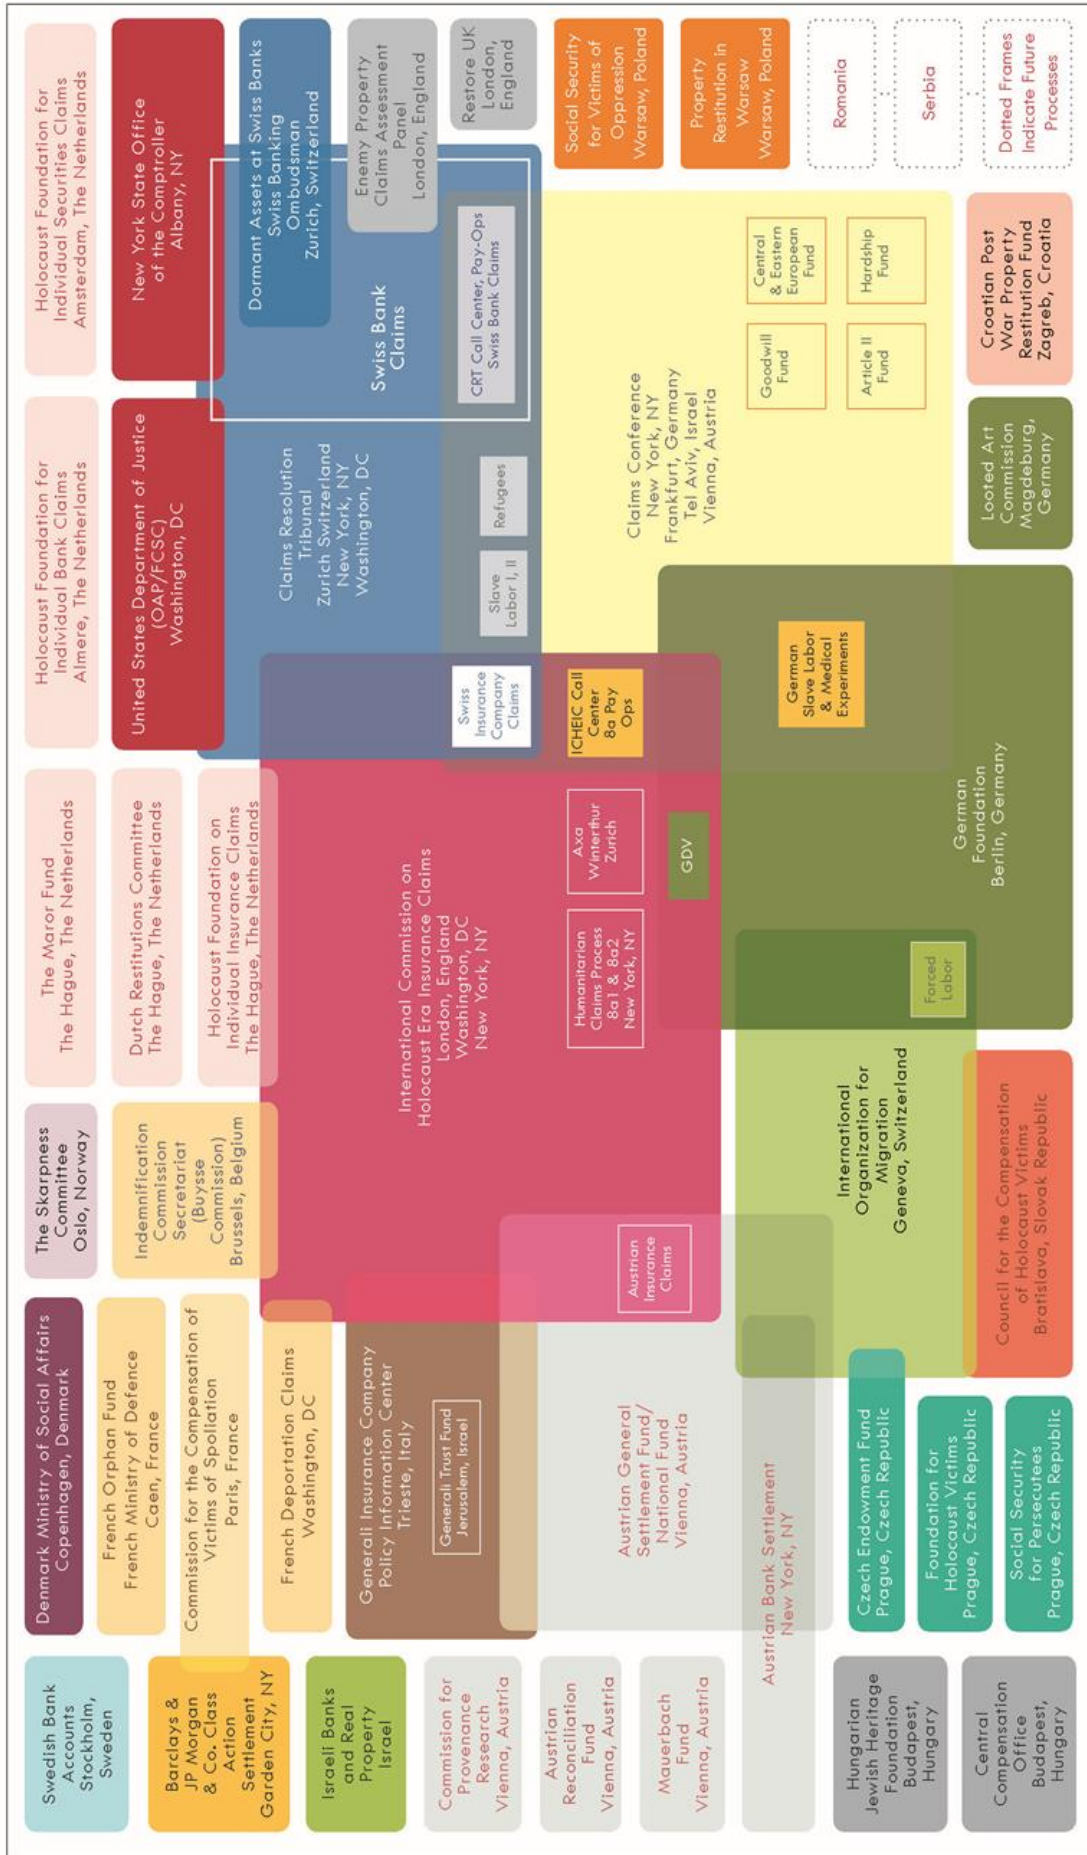 Swedish Bank
Accounts
Stockholm,
Sweden
Denmark Ministry of Social Affairs
Copenhagen, Denmark
The Skarpness
Committee
Oslo, Norway
The Maror Fund
The Hague, The Netherlands
Holocaust Foundation for
Individual Bank Claims
Almere, The Netherlands
Holocaust Foundation for
Individual Securities Claims
Amsterdam, The Netherlands
Barclays &
JP Morgan
& Co. Class
Action
Settlement
Garden City, NY
French Orphan Fund
French Ministry of Defence
Caen, France
Commission for the Compensation of
Victims of Spoliation
Paris, France
Indemnification
Commission
Secretariat
(Buysse
Commission)
Brussels, Belgium
Dutch Restitutions Committee
The Hague, The Netherlands
Holocaust Foundation on
Individual Insurance Claims
The Hague, The Netherlands
United States Department of Justice
(OAP/FCSC)
Washington, DC
New York State Office
of the Comptroller
Albany, NY
Israeli Banks
and Real
Property
Israel
French Deportation Claims
Washington, DC
Generali Insurance Company
Policy Information Center
Trieste, Italy
Generali Trust Fund
Jerusalem, Israel
International Commission on
Holocaust Era Insurance Claims
London, England
Washington, DC
New York, NY
Claims Resolution
Tribunal
Zurich Switzerland
New York, NY
Washington, DC
Swiss Bank
Claims
Dormant Assets at Swiss Banks
Swiss Banking
Ombudsman
Zurich, Switzerland
Enemy Property
Claims Assessment
Panel
London, England
Restore UK
London,
England
Swiss
Insurance
Company
Claims
Slave
Labor I, II
Refugees
CRT Call Center, Pay-Ops
Swiss Bank Claims
Commission for
Provenance
Research
Vienna, Austria
Austrian
Reconciliation
Fund
Vienna, Austria
Mauerbach
Fund
Vienna, Austria
Austrian General
Settlement Fund/
National Fund
Vienna, Austria
Austrian
Insurance
Claims
Humanitarian
Claims Process
8a1 & 8a2
New York, NY
Axa
Winterthur
Zurich
ICHEIC Call
Center
8a Pay
Ops
GDV
Claims Conference
New York, NY
Frankfurt, Germany
Tel Aviv, Israel
Vienna, Austria
Social Security
for Victims of
Oppression
Warsaw, Poland
Property
Restitution in
Warsaw
Warsaw, Poland
Austrian Bank Settlement
New York, NY
German
Slave Labor
& Medical
Experiments
Goodwill
Fund
Central
& Eastern
European
Fund
Article II
Fund
Hardship
Fund
Romania
Serbia
Dotted Frames
Indicate Future
Processes
Hungarian
Jewish Heritage
Foundation
Budapest,
Hungary
Central
Compensation
Office
Budapest,
Hungary
Czech Endowment Fund
Prague, Czech Republic
Foundation for
Holocaust Victims
Prague, Czech Republic
Social Security
for Persecutees
Prague, Czech Republic
International
Organization for
Migration
Geneva, Switzerland
Forced
Labor
Council for the Compensation
of Holocaust Victims
Bratislava, Slovak Republic
German
Foundation
Berlin, Germany
Looted Art
Commission
Magdeburg,
Germany
Croatian Post
War Property
Restitution Fund
Zagreb, Croatia